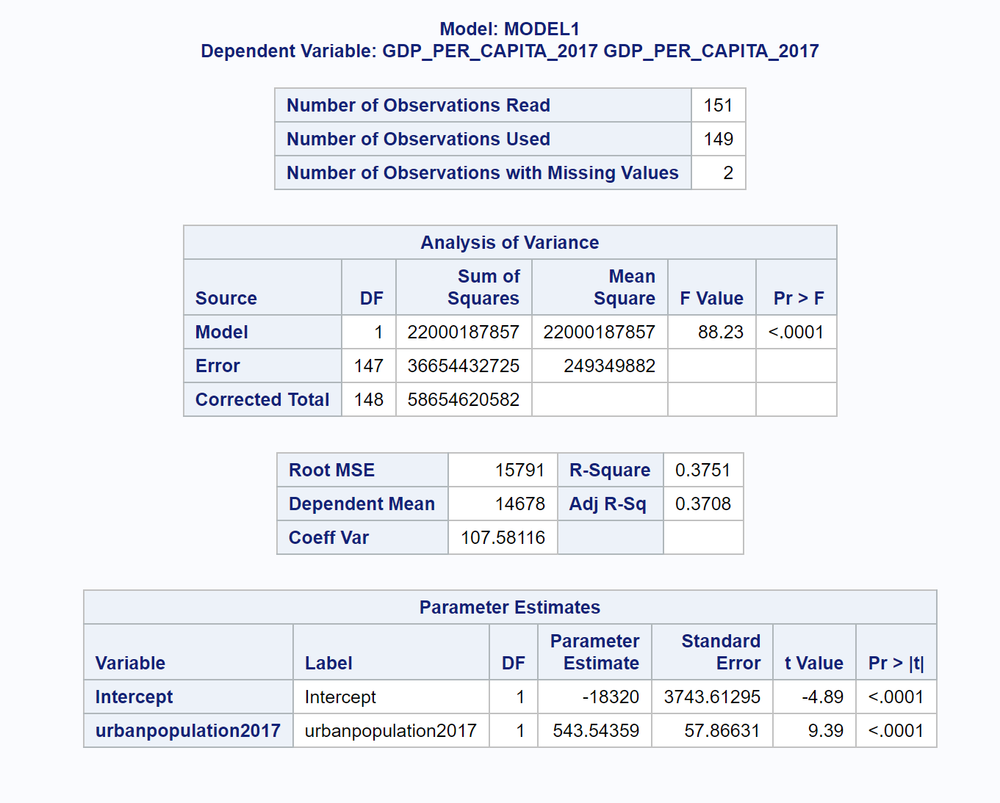 Model: MODEL1
Dependent Variable: GDP_PER_CAPITA_2017 GDP_PER_CAPITA_2017
Number of Observations Read 151
Number of Observations Used 149
Number of Observations with Missing Values 2
Analysis of Variance
Source DF Sum of Squares Mean Square F Value Pr > F
Model 1 22000187857 22000187857 88.23 <.0001
Error 147 36654432725 249349882
Corrected Total 148 58654620582
Root MSE 15791 R-Square 0.3751
Dependent Mean 14678 Adj R-Sq 0.3708
Coeff Var 107.58116
Parameter Estimates
Variable Label DF Parameter Estimate Standard Error t Value Pr > |t|
Intercept Intercept 1 -18320 3743.61295 -4.89 <.0001
urbanpopulation2017 urbanpopulation2017 1 543.54359 57.86631 9.39 <.0001